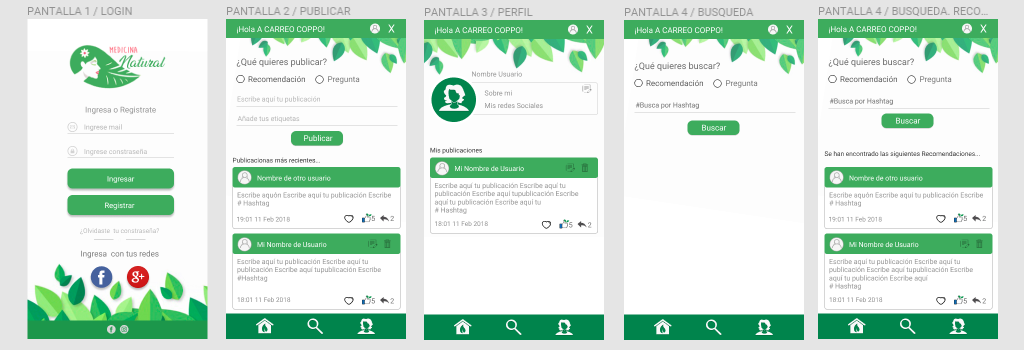 PANTALLA 1 / LOGIN
MEDICINA
Natural
Ingresa o Registrate
Ingrese mail
Ingrese constraseña
Ingresar
Registrar
¿Olvidaste tu constraseña?
Ingresa con tus redes
PANTALLA 2 / PUBLICAR
¡Hola A CARREO COPPO!
X
¿Qué quieres publicar?
Recomendación
Pregunta
Escribe aquí tu publicación
Añade tus etiquetas
Publicar
Publicacionas más recientes...
Nombre de otro usuario
Escribe aquón Escribe aquí tu publicación Escribe
# Hashtag
19:01 11 Feb 2018
5
2
Mi Nombre de Usuario
Escribe aquí tu publicación Escribe aquí tu
publicación Escribe aquí tupublicación Escribe
#Hashtag
18:01 11 Feb 2018
5
2
PANTALLA 3 / PERFIL
¡Hola A CARREO COPPO!
X
Nombre Usuario
Sobre mi
Mis redes Sociales
Mis publicaciones
Mi Nombre de Usuario
Escribe aquí tu publicación Escribe aquí tu
publicación Escribe aquí tupublicación Escribe
aquí tu publicación Escribe aquí tu
# Hashtag
18:01 11 Feb 2018
5
2
PANTALLA 4 / BUSQUEDA
¡Hola A CARREO COPPO!
X
¿Qué quieres buscar?
Recomendación
Pregunta
#Busca por Hashtag
Buscar
PANTALLA 4 / BUSQUEDA. RECO...
¡Hola A CARREO COPPO!
X
¿Qué quieres buscar?
Recomendación
Pregunta
#Busca por Hashtag
Buscar
Se han encontrado las siguientes Recomendaciones...
Nombre de otro usuario
Escribe aquón Escribe aquí tu publicación Escribe
# Hashtag
19:01 11 Feb 2018
5
2
Mi Nombre de Usuario
Escribe aquí tu publicación Escribe aquí tu
publicación Escribe aquí tupublicación Escribe
publicación Escribe aquí
# Hashtag
18:01 11 Feb 2018
5
2